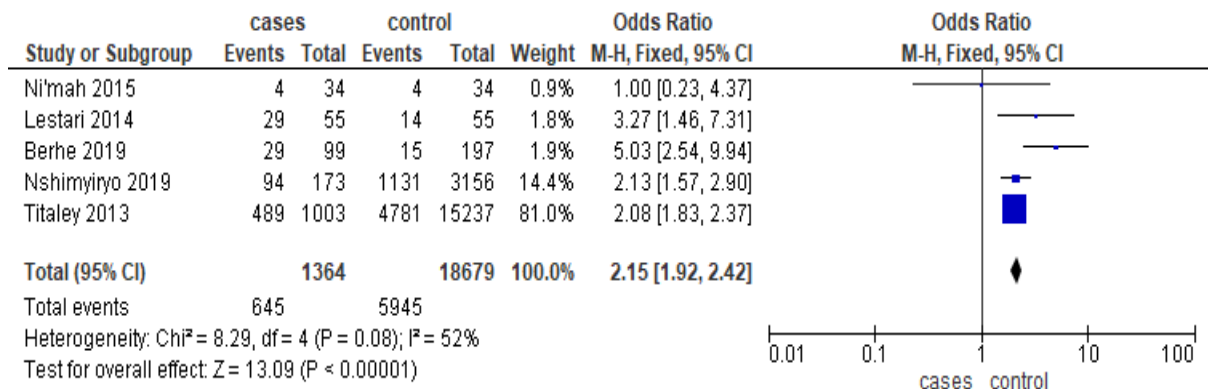 cases control Odds Ratio Odds Ratio
Study or Subgroup Events Total Events Total Weight M-H, Fixed, 95% CI M-H, Fixed, 95% CI
Ni'mah 2015 4 34 4 34 0.9% 1.00 [0.23, 4.37]
Lestari 2014 29 55 14 55 1.8% 3.27 [1.46, 7.31]
Berhe 2019 29 99 15 197 1.9% 5.03 [2.54, 9.94]
Nshimyiryo 2019 94 173 1131 3156 14.4% 2.13 [1.57, 2.90]
Titaley 2013 489 1003 4781 15237 81.0% 2.08 [1.83, 2.37]
Total (95% CI) 1364 18679 100.0% 2.15 [1.92, 2.42]
Total events 645 5945
Heterogeneity: Chi² = 8.29, df = 4 (P = 0.08); I² = 52%
Test for overall effect: Z = 13.09 (P < 0.00001)
0.01 0.1 1 10 100
cases control